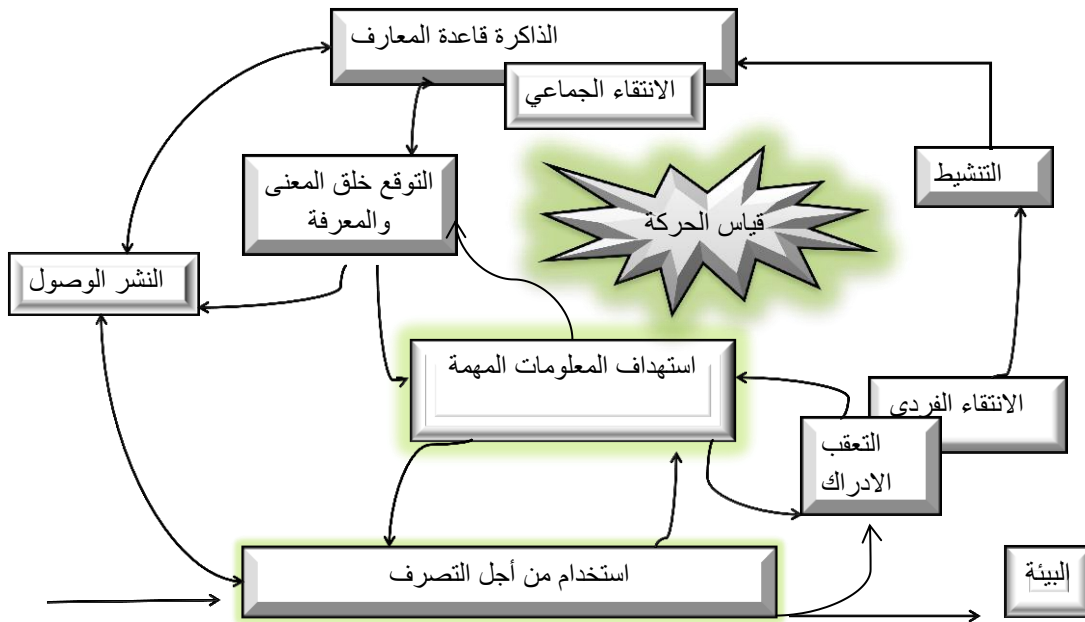 الذاكرة قاعدة المعارف
الانتقاء الجماعي
التوقع خلق المعنى
والمعرفة
التنشيط
قياس الحركة
النشر الوصول
استهداف المعلومات المهمة
الانتقاء الفردي
التعقب
الادراك
استخدام من أجل التصرف
البيئة